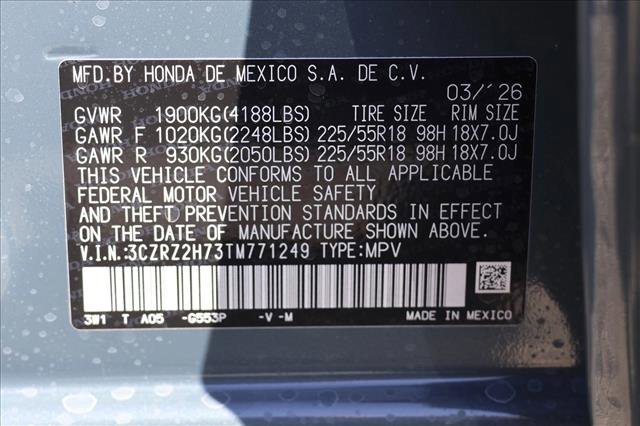 MFD.BY HONDA DE MEXICO S.A. DE C.V.
03/'26
GVWR 1900KG(4188LBS) TIRE SIZE RIM SIZE
GAWR F 1020KG(2248LBS) 225/55R18 98H 18X7.0J
GAWR R 930KG(2050LBS) 225/55R18 98H 18X7.0J
THIS VEHICLE CONFORMS TO ALL APPLICABLE
FEDERAL MOTOR VEHICLE SAFETY
AND THEFT PREVENTION STANDARDS IN EFFECT
ON THE DATE OF MANUFACTURE SHOWN ABOVE.
V.I.N.:3CZRZ2H73TM771249 TYPE:MPV
3W1 T A05 -G553P -V -M MADE IN MEXICO